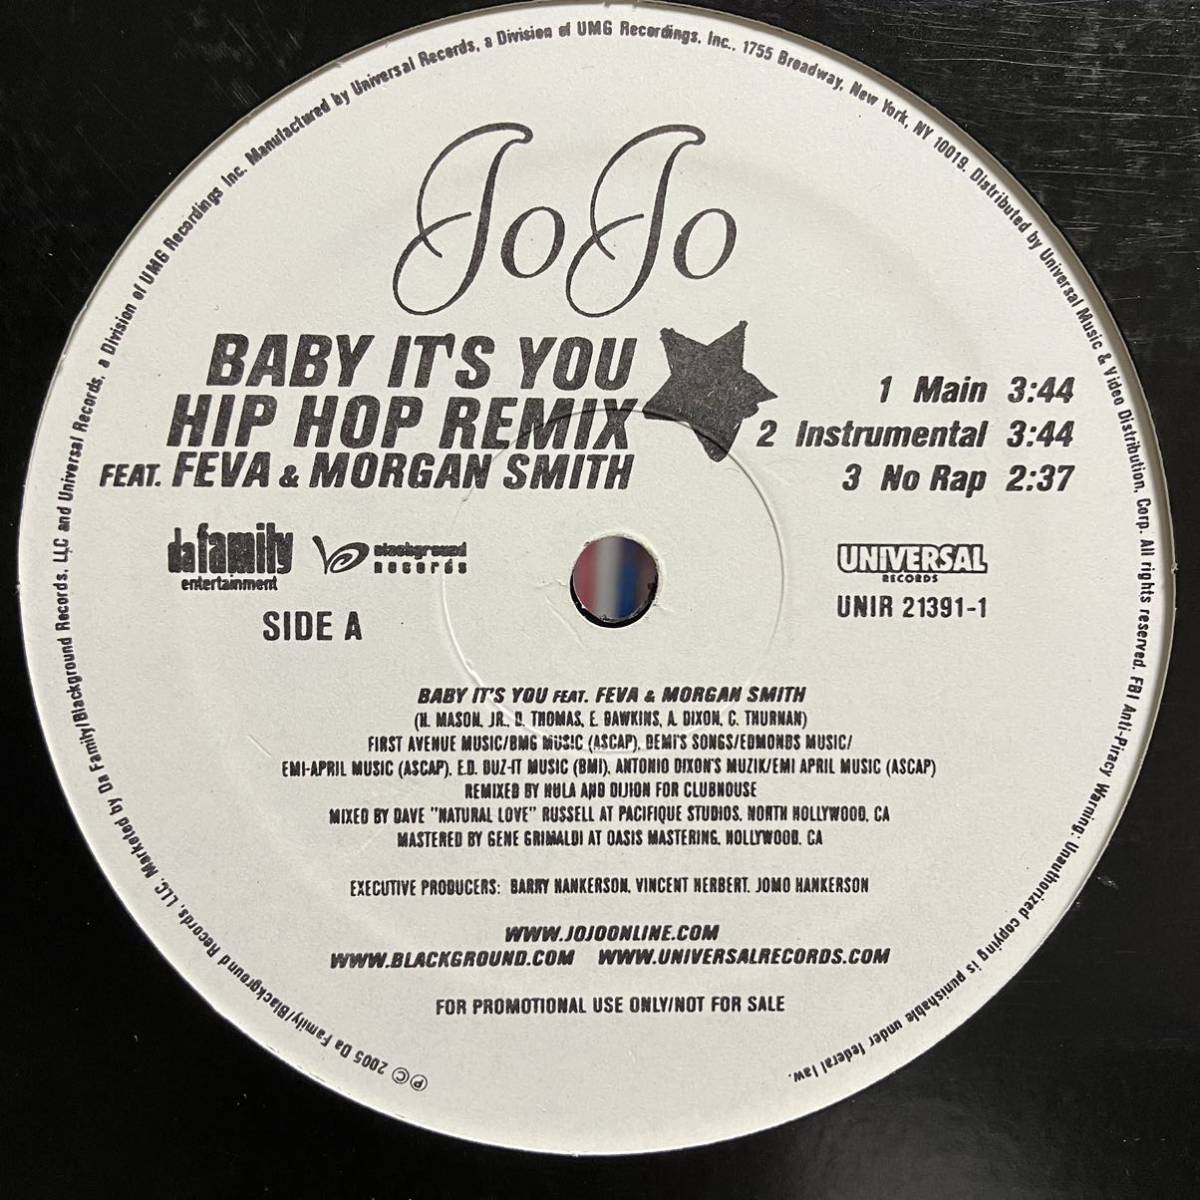 JoJo
BABY IT'S YOU
HIP HOP REMIX
FEAT. FEVA & MORGAN SMITH
1 Main 3:44
2 Instrumental 3:44
3 No Rap 2:37
da family
entertainment
blackground
records
UNIVERSAL
RECORDS
SIDE A
UNIR 21391-1
BABY IT'S YOU FEAT. FEVA & MORGAN SMITH
(H. MASON, JR., D. THOMAS, E. DAWKINS, A. DIXON, C. THURMAN)
FIRST AVENUE MUSIC/BMG MUSIC (ASCAP), DEMI'S SONGS/EDMONDS MUSIC/
EMI-APRIL MUSIC (ASCAP), E.D. DUZ-IT MUSIC (BMI), ANTONIO DIXON'S MUZIK/EMI APRIL MUSIC (ASCAP)
REMIXED BY NULA AND DIJION FOR CLUBHOUSE
MIXED BY DAVE "NATURAL LOVE" RUSSELL AT PACIFIQUE STUDIOS, NORTH HOLLYWOOD, CA
MASTERED BY GENE GRIMALDI AT OASIS MASTERING, HOLLYWOOD, CA
EXECUTIVE PRODUCERS: BARRY HANKERSON, VINCENT HERBERT, JOMO HANKERSON
WWW.JOJOONLINE.COM
WWW.BLACKGROUND.COM WWW.UNIVERSALRECORDS.COM
FOR PROMOTIONAL USE ONLY/NOT FOR SALE
℗© 2005 Da Family/Blackground Records, LLC. Marketed by Da Family/Blackground Records, LLC and Universal Records, a Division of UMG Recordings Inc. Manufactured by Universal Records, a Division of UMG Recordings, Inc., 1755 Broadway, New York, NY 10019. Distributed by Universal Music & Video Distribution, Corp. All rights reserved. FBI Anti-Piracy Warning: Unauthorized copying is punishable under federal law.